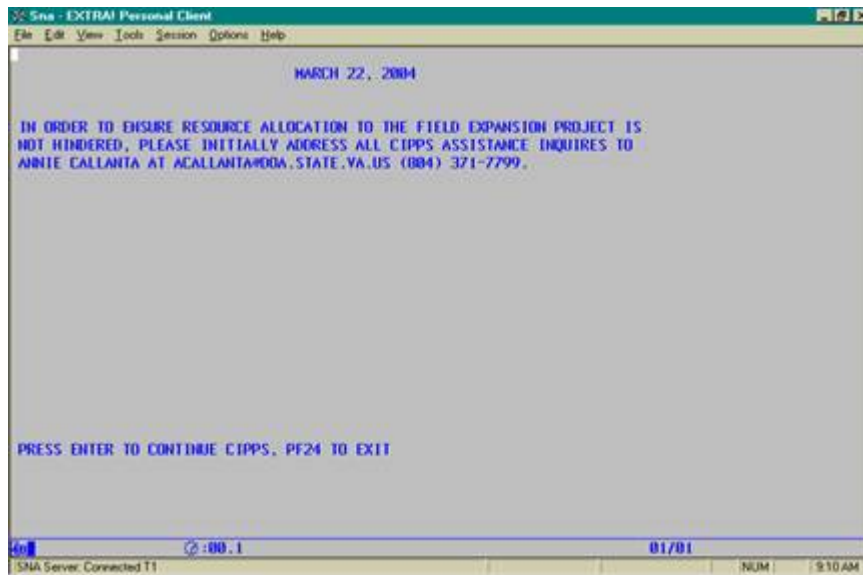 Sna - EXTRA! Personal Client
File Edit View Tools Session Options Help
MARCH 22, 2004
IN ORDER TO ENSURE RESOURCE ALLOCATION TO THE FIELD EXPANSION PROJECT IS
NOT HINDERED, PLEASE INITIALLY ADDRESS ALL CIPPS ASSISTANCE INQUIRES TO
ANNIE CALLANTA AT ACALLANTA@DOA.STATE.VA.US (804) 371-7799.
PRESS ENTER TO CONTINUE CIPPS, PF24 TO EXIT
:00.1 01/01
SNA Server: Connected T1 NUM 9:10 AM